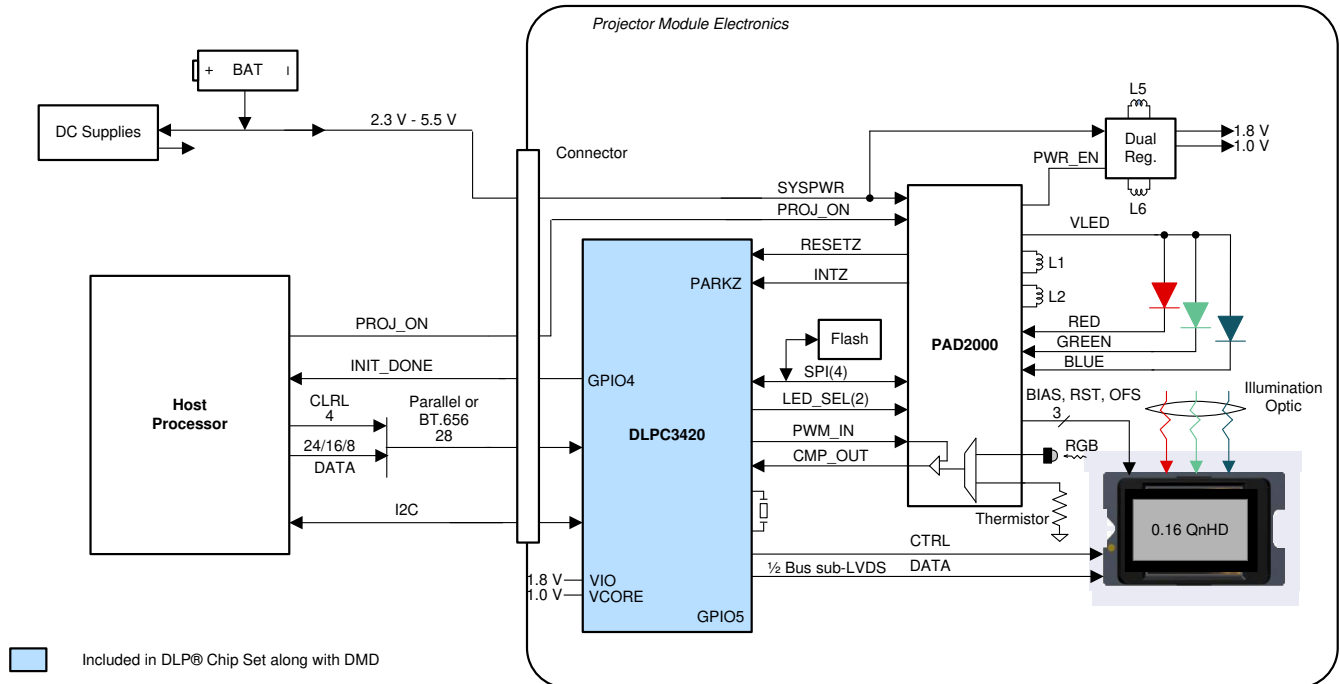 Projector Module Electronics
+ BAT I
DC Supplies
2.3 V - 5.5 V
Connector
L5
Dual
Reg.
1.8 V
1.0 V
L6
PWR_EN
SYSPWR
PROJ_ON
VLED
RESETZ
PARKZ
INTZ
L1
L2
PROJ_ON
Flash
RED
GREEN
BLUE
PAD2000
INIT_DONE
GPIO4
SPI(4)
BIAS, RST, OFS
3
Illumination
Optic
Host
Processor
CLRL
4
24/16/8
DATA
Parallel or
BT.656
28
DLPC3420
LED_SEL(2)
PWM_IN
CMP_OUT
RGB
Thermistor
0.16 QnHD
I2C
CTRL
½ Bus sub-LVDS DATA
1.8 V
VIO
1.0 V
VCORE
GPIO5
Included in DLP® Chip Set along with DMD